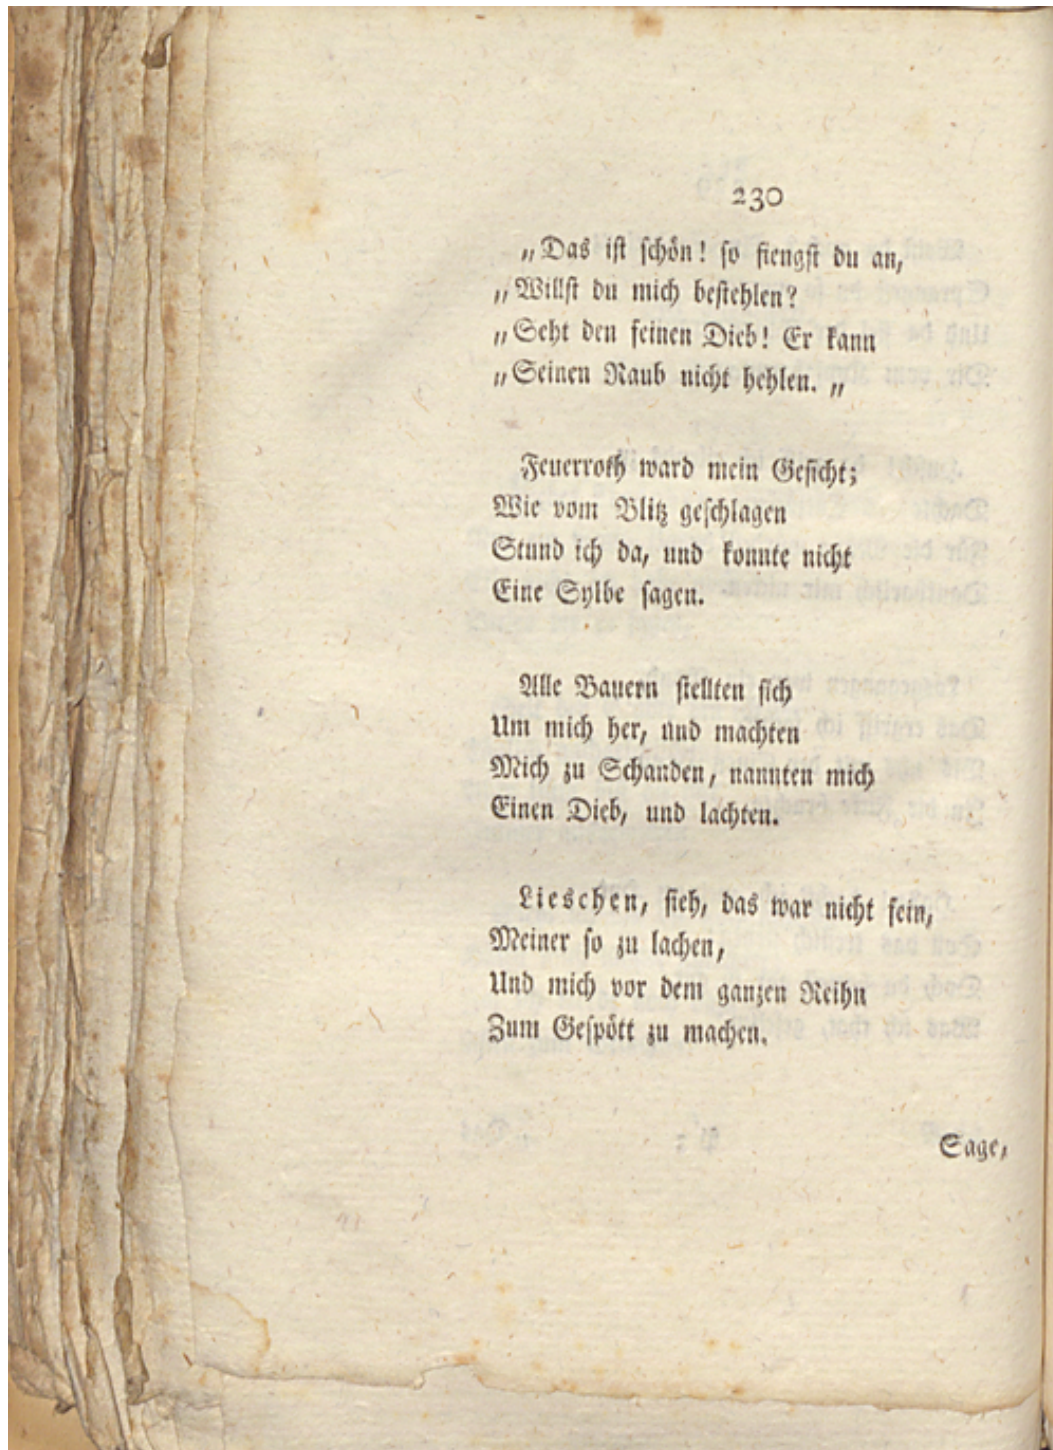 230
„Das ist schön! so fiengst du an,
„Willst du mich bestehlen?
„Seht den feinen Dieb! Er kann
„Seinen Raub nicht hehlen. „
Feuerroth ward mein Gesicht;
Wie vom Blitz geschlagen
Stund ich da, und konnte nicht
Eine Sylbe sagen.
Alle Bauern stellten sich
Um mich her, und machten
Mich zu Schanden, nannten mich
Einen Dieb, und lachten.
Lieschen, sieh, das war nicht fein,
Meiner so zu lachen,
Und mich vor dem ganzen Reihn
Zum Gespött zu machen.
Sage,